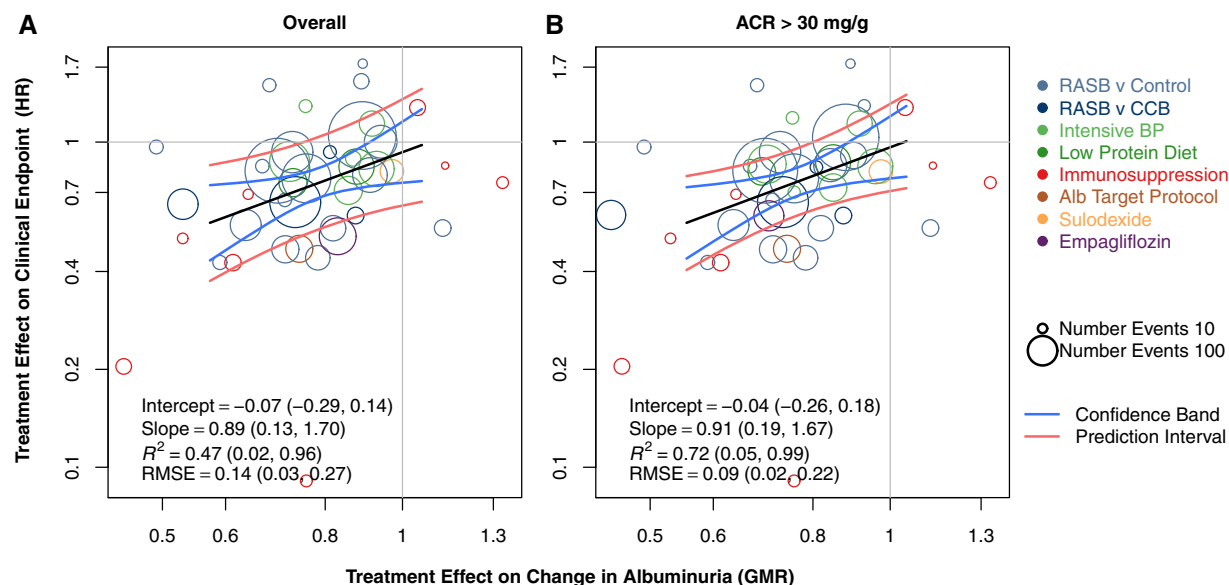 A
Overall
Treatment Effect on Clinical Endpoint (HR)
1.7
1
0.7
0.4
0.2
0.1
Intercept = −0.07 (−0.29, 0.14)
Slope = 0.89 (0.13, 1.70)
R² = 0.47 (0.02, 0.96)
RMSE = 0.14 (0.03, 0.27)
0.5 0.6 0.8 1 1.3
B
ACR > 30 mg/g
1.7
1
0.7
0.4
0.2
0.1
Intercept = −0.04 (−0.26, 0.18)
Slope = 0.91 (0.19, 1.67)
R² = 0.72 (0.05, 0.99)
RMSE = 0.09 (0.02, 0.22)
0.5 0.6 0.8 1 1.3
Treatment Effect on Change in Albuminuria (GMR)
RASB v Control
RASB v CCB
Intensive BP
Low Protein Diet
Immunosuppression
Alb Target Protocol
Sulodexide
Empagliflozin
Number Events 10
Number Events 100
Confidence Band
Prediction Interval